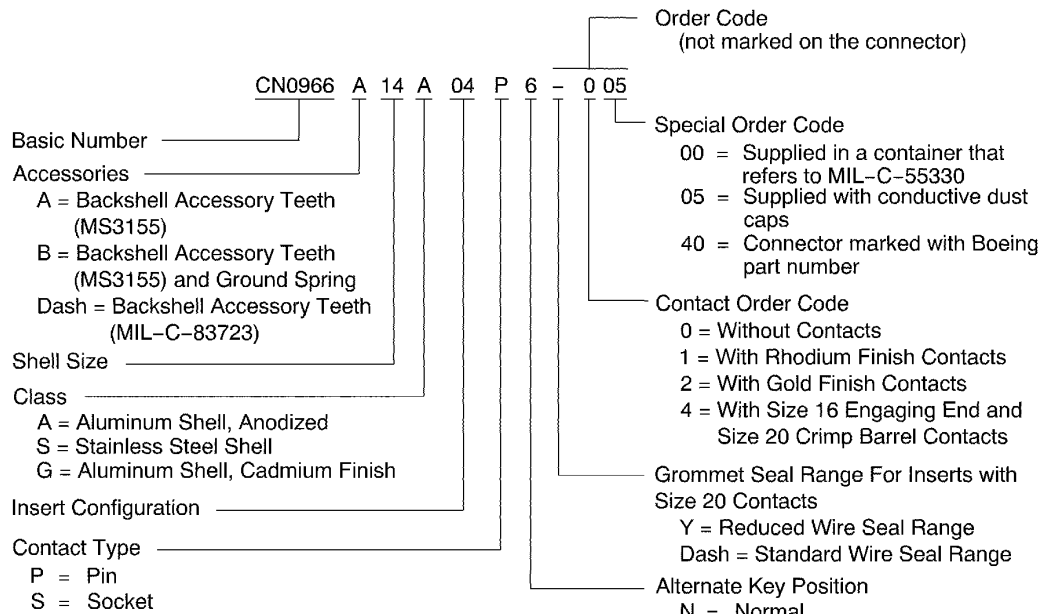 Order Code
(not marked on the connector)
CN0966 A 14 A 04 P 6 – 0 05
Basic Number
Accessories
A = Backshell Accessory Teeth
(MS3155)
B = Backshell Accessory Teeth
(MS3155) and Ground Spring
Dash = Backshell Accessory Teeth
(MIL–C–83723)
Shell Size
Class
A = Aluminum Shell, Anodized
S = Stainless Steel Shell
G = Aluminum Shell, Cadmium Finish
Insert Configuration
Contact Type
P = Pin
S = Socket
Special Order Code
00 = Supplied in a container that
refers to MIL–C–55330
05 = Supplied with conductive dust
caps
40 = Connector marked with Boeing
part number
Contact Order Code
0 = Without Contacts
1 = With Rhodium Finish Contacts
2 = With Gold Finish Contacts
4 = With Size 16 Engaging End and
Size 20 Crimp Barrel Contacts
Grommet Seal Range For Inserts with
Size 20 Contacts
Y = Reduced Wire Seal Range
Dash = Standard Wire Seal Range
Alternate Key Position
N = Normal